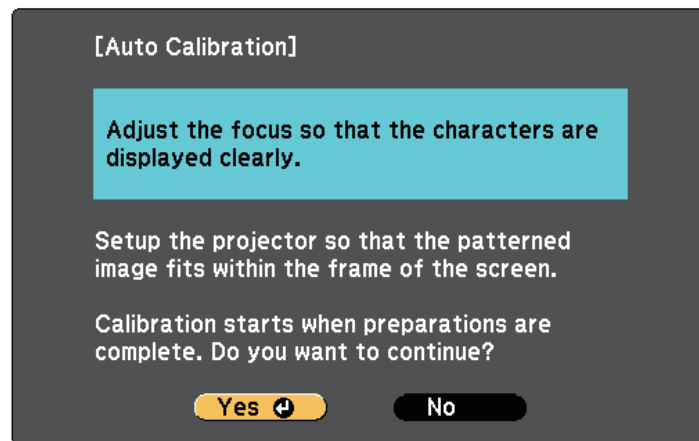 [Auto Calibration]
Adjust the focus so that the characters are
displayed clearly.
Setup the projector so that the patterned
image fits within the frame of the screen.
Calibration starts when preparations are
complete. Do you want to continue?
Yes No